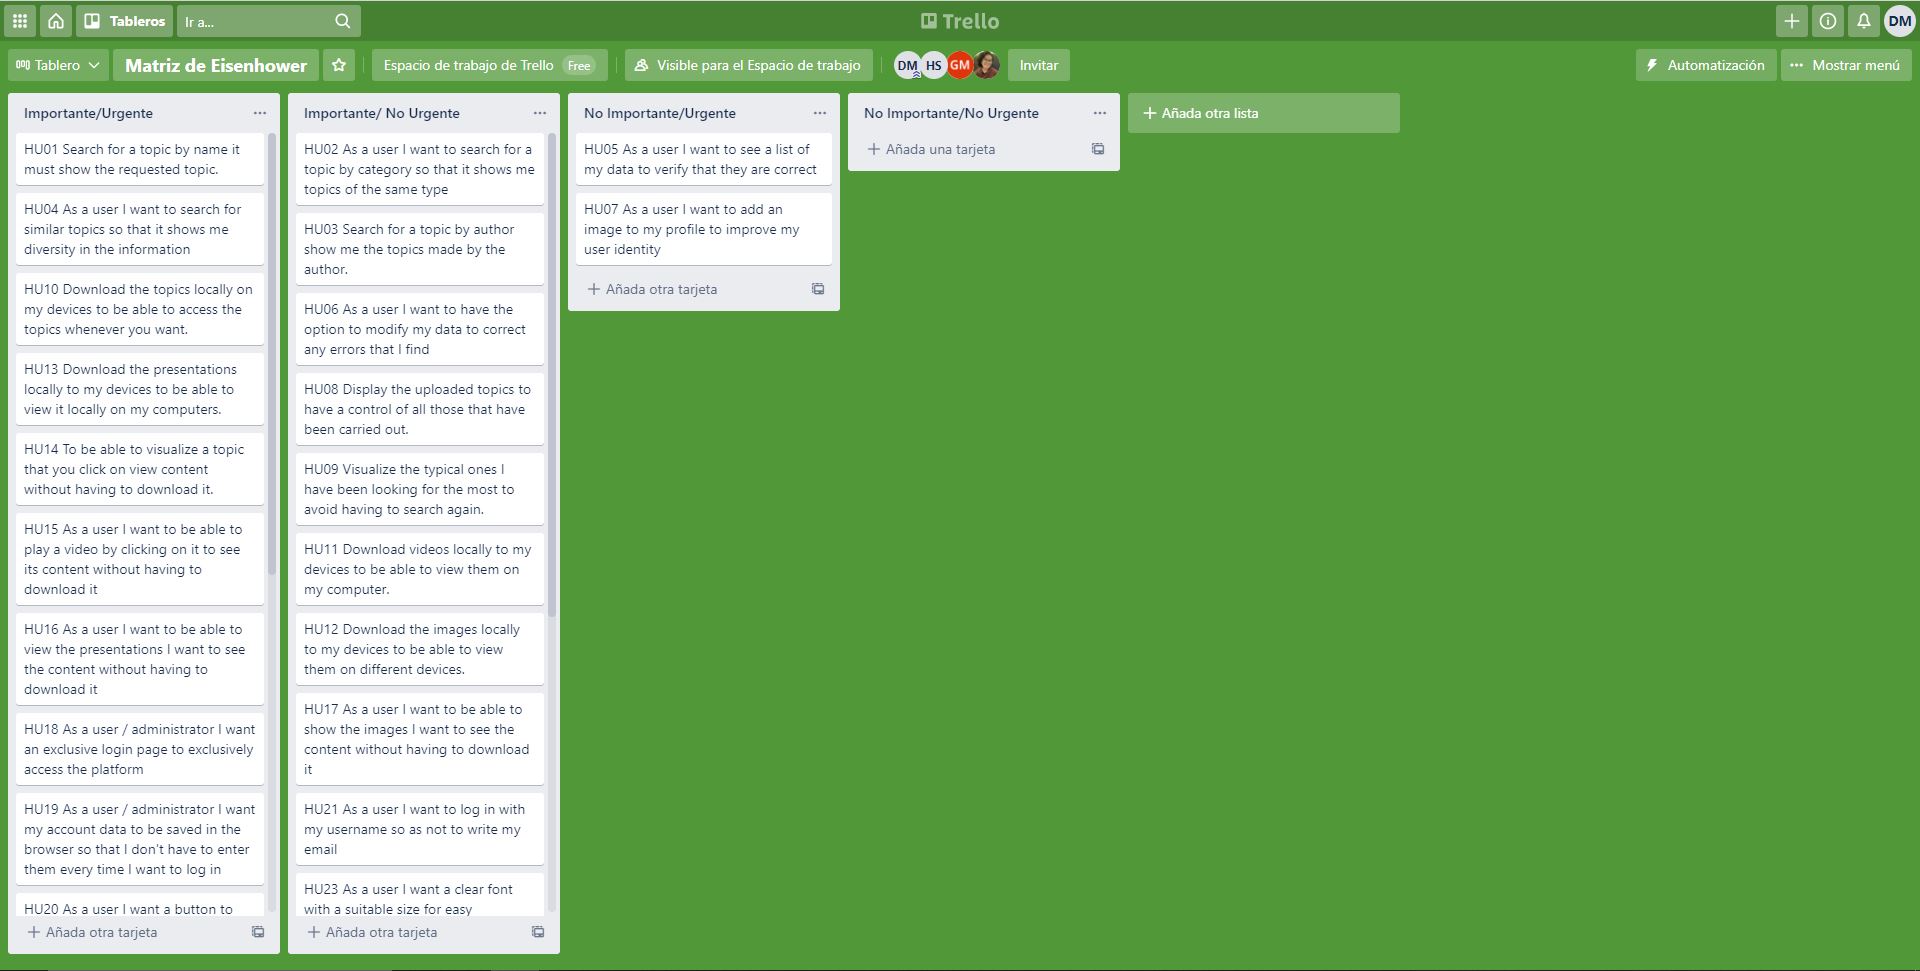 Tableros
Ir a...
Trello
DM
Tablero
Matriz de Eisenhower
Espacio de trabajo de Trello Free
Visible para el Espacio de trabajo
DM HS GM
Invitar
Automatización
Mostrar menú
Importante/Urgente
HU01 Search for a topic by name it
must show the requested topic.
HU04 As a user I want to search for
similar topics so that it shows me
diversity in the information
HU10 Download the topics locally on
my devices to be able to access the
topics whenever you want.
HU13 Download the presentations
locally to my devices to be able to
view it locally on my computers.
HU14 To be able to visualize a topic
that you click on view content
without having to download it.
HU15 As a user I want to be able to
play a video by clicking on it to see
its content without having to
download it
HU16 As a user I want to be able to
view the presentations I want to see
the content without having to
download it
HU18 As a user / administrator I want
an exclusive login page to exclusively
access the platform
HU19 As a user / administrator I want
my account data to be saved in the
browser so that I don't have to enter
them every time I want to log in
HU20 As a user I want a button to
Añada otra tarjeta
Importante/ No Urgente
HU02 As a user I want to search for a
topic by category so that it shows me
topics of the same type
HU03 Search for a topic by author
show me the topics made by the
author.
HU06 As a user I want to have the
option to modify my data to correct
any errors that I find
HU08 Display the uploaded topics to
have a control of all those that have
been carried out.
HU09 Visualize the typical ones I
have been looking for the most to
avoid having to search again.
HU11 Download videos locally to my
devices to be able to view them on
my computer.
HU12 Download the images locally
to my devices to be able to view
them on different devices.
HU17 As a user I want to be able to
show the images I want to see the
content without having to download
it
HU21 As a user I want to log in with
my username so as not to write my
email
HU23 As a user I want a clear font
with a suitable size for easy
Añada otra tarjeta
No Importante/Urgente
HU05 As a user I want to see a list of
my data to verify that they are correct
HU07 As a user I want to add an
image to my profile to improve my
user identity
Añada otra tarjeta
No Importante/No Urgente
Añada una tarjeta
Añada otra lista